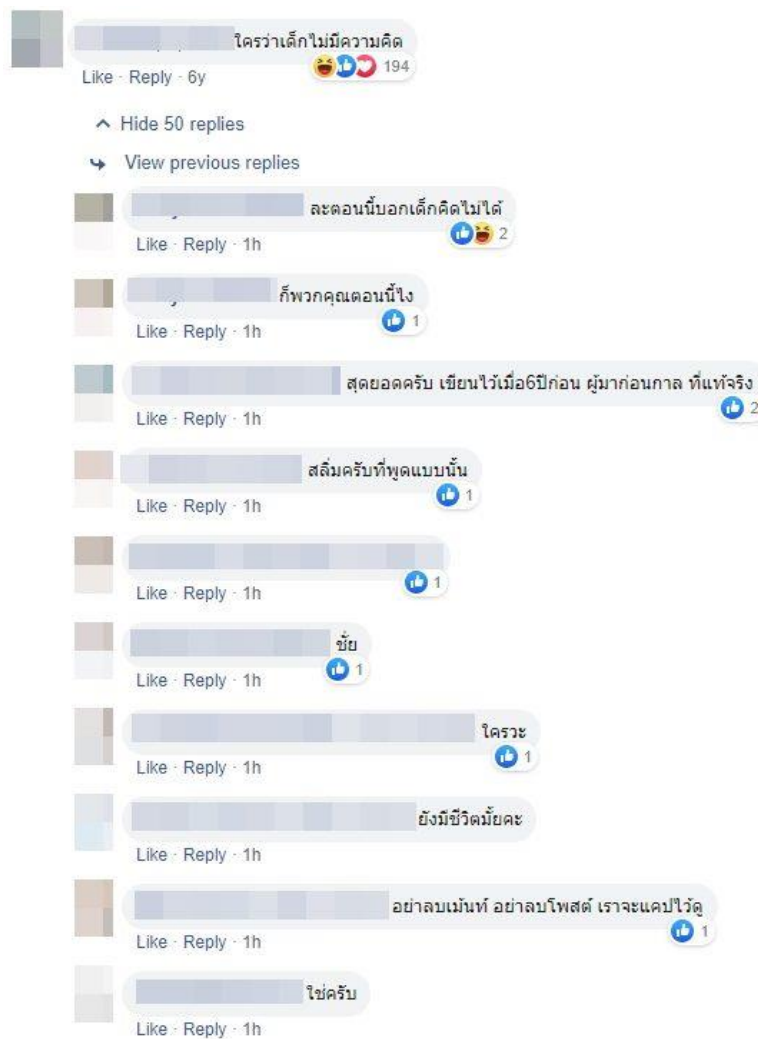 ใครว่าเด็กไม่มีความคิด
194
Like · Reply · 6y
Hide 50 replies
View previous replies
ละตอนนี้บอกเด็กคิดไม่ได้
2
Like · Reply · 1h
ก็พวกคุณตอนนี้ไง
1
Like · Reply · 1h
สุดยอดครับ เขียนไว้เมื่อ6ปีก่อน ผู้มาก่อนกาล ที่แท้จริง
2
Like · Reply · 1h
สลิ่มครับที่พูดแบบนั้น
1
Like · Reply · 1h
1
Like · Reply · 1h
ชั่ย
1
Like · Reply · 1h
ใครวะ
1
Like · Reply · 1h
ยังมีชีวิตมั้ยคะ
Like · Reply · 1h
อย่าลบเม้นท์ อย่าลบโพสต์ เราจะแคปไว้ดู
1
Like · Reply · 1h
ใช่ครับ
Like · Reply · 1h